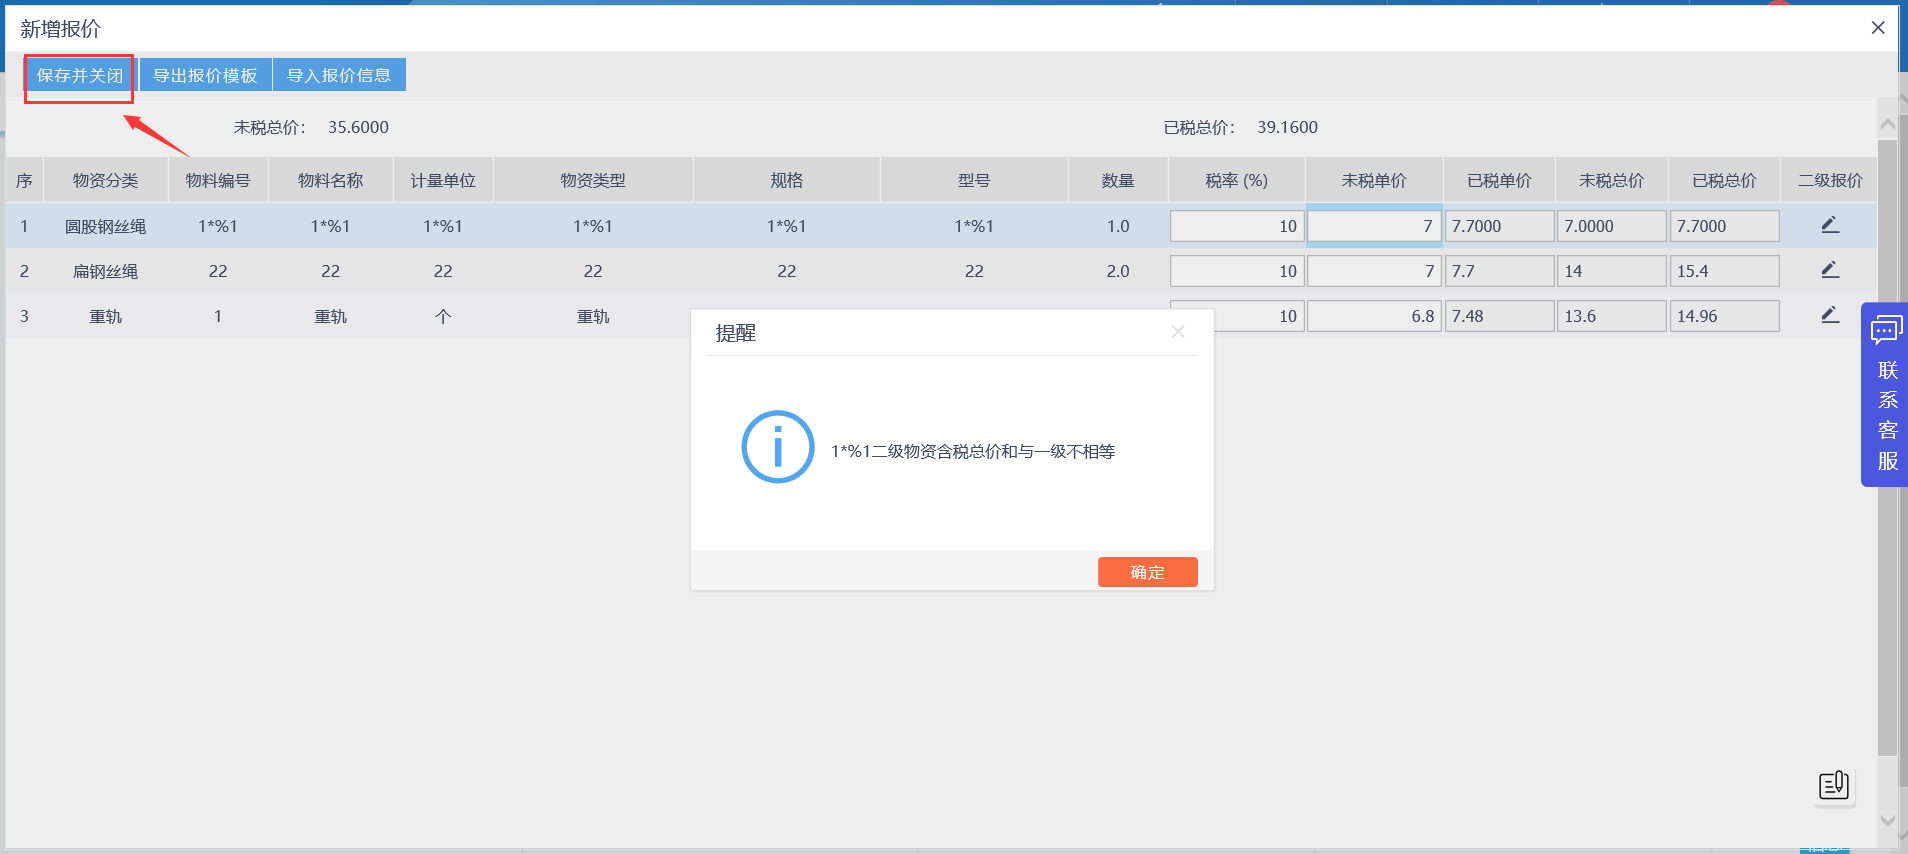 新增报价
保存并关闭 导出报价模板 导入报价信息
未税总价： 35.6000 已税总价： 39.1600
序 物资分类 物料编号 物料名称 计量单位 物资类型 规格 型号 数量 税率 (%) 未税单价 已税单价 未税总价 已税总价 二级报价
1 圆股钢丝绳 1*%1 1*%1 1*%1 1*%1 1*%1 1*%1 1.0 10 7 7.7000 7.0000 7.7000
2 扁钢丝绳 22 22 22 22 22 22 2.0 10 7 7.7 14 15.4
3 重轨 1 重轨 个 重轨 10 6.8 7.48 13.6 14.96
提醒
1*%1二级物资含税总价和与一级不相等
确定
联
系
客
服